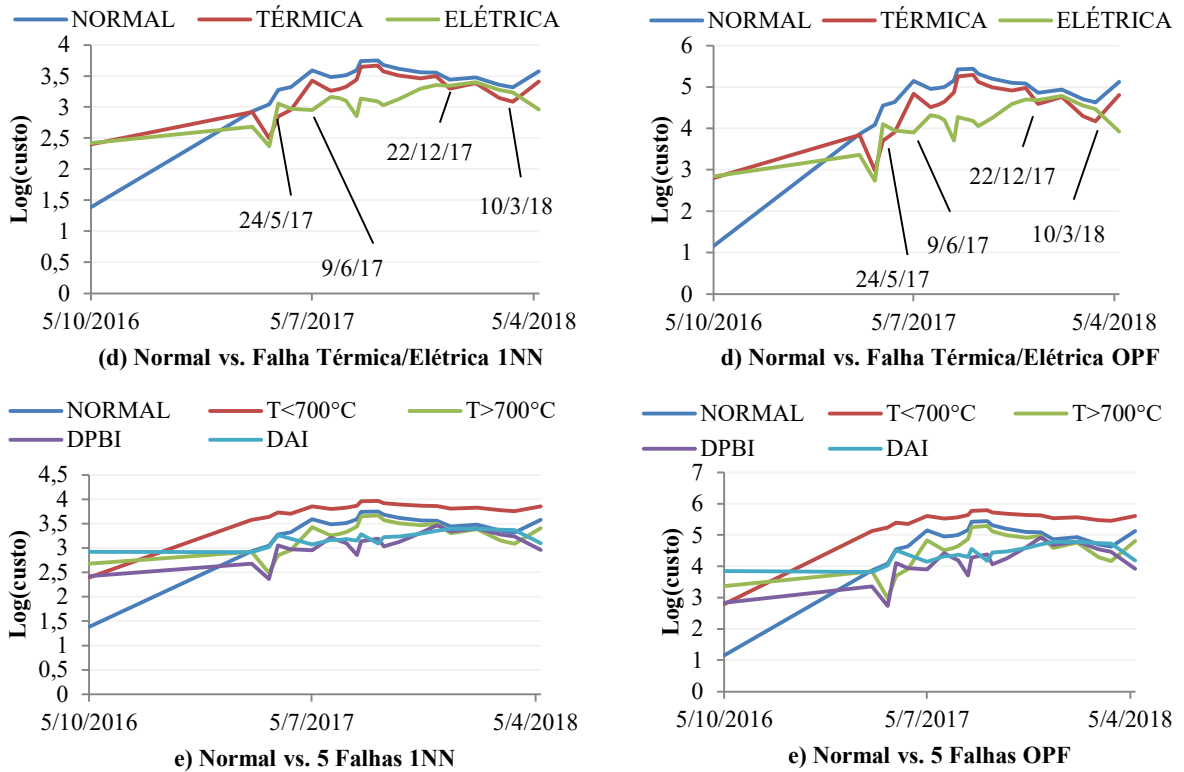 NORMAL TÉRMICA ELÉTRICA
4
3,5
3
2,5
2
1,5
1
0,5
0
Log(custo)
24/5/17
9/6/17
22/12/17
10/3/18
5/10/2016 5/7/2017 5/4/2018
(d) Normal vs. Falha Térmica/Elétrica 1NN
NORMAL TÉRMICA ELÉTRICA
6
5
4
3
2
1
0
Log(custo)
24/5/17
9/6/17
22/12/17
10/3/18
5/10/2016 5/7/2017 5/4/2018
d) Normal vs. Falha Térmica/Elétrica OPF
NORMAL T<700°C T>700°C
DPBI DAI
4,5
4
3,5
3
2,5
2
1,5
1
0,5
0
Log(custo)
5/10/2016 5/7/2017 5/4/2018
e) Normal vs. 5 Falhas 1NN
NORMAL T<700°C T>700°C
DPBI DAI
7
6
5
4
3
2
1
0
Log(custo)
5/10/2016 5/7/2017 5/4/2018
e) Normal vs. 5 Falhas OPF